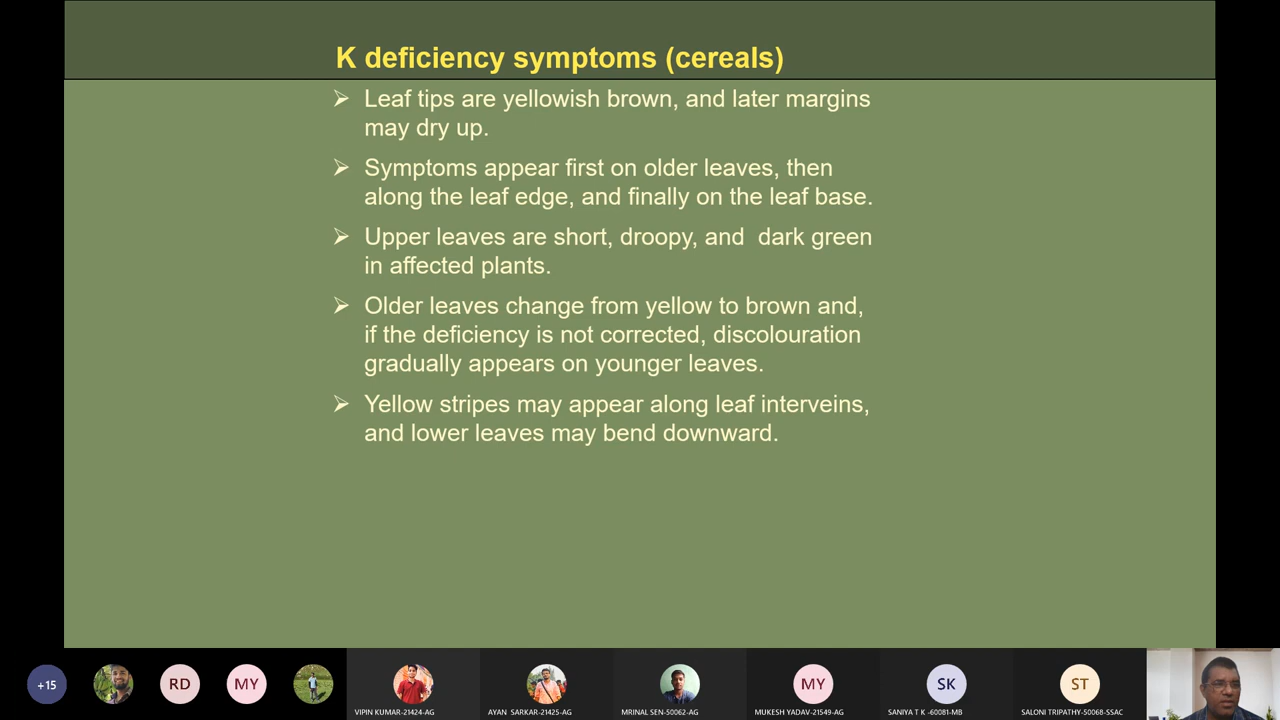 K deficiency symptoms (cereals)
Leaf tips are yellowish brown, and later margins
may dry up.
Symptoms appear first on older leaves, then
along the leaf edge, and finally on the leaf base.
Upper leaves are short, droopy, and  dark green
in affected plants.
Older leaves change from yellow to brown and,
if the deficiency is not corrected, discolouration
gradually appears on younger leaves.
Yellow stripes may appear along leaf interveins,
and lower leaves may bend downward.
+15
RD
MY
MY
SK
ST
VIPIN KUMAR-21424-AG
AYAN SARKAR-21425-AG
MRINAL SEN-50062-AG
MUKESH YADAV-21549-AG
SANIYA T K -60081-MB
SALONI TRIPATHY-50068-SSAC